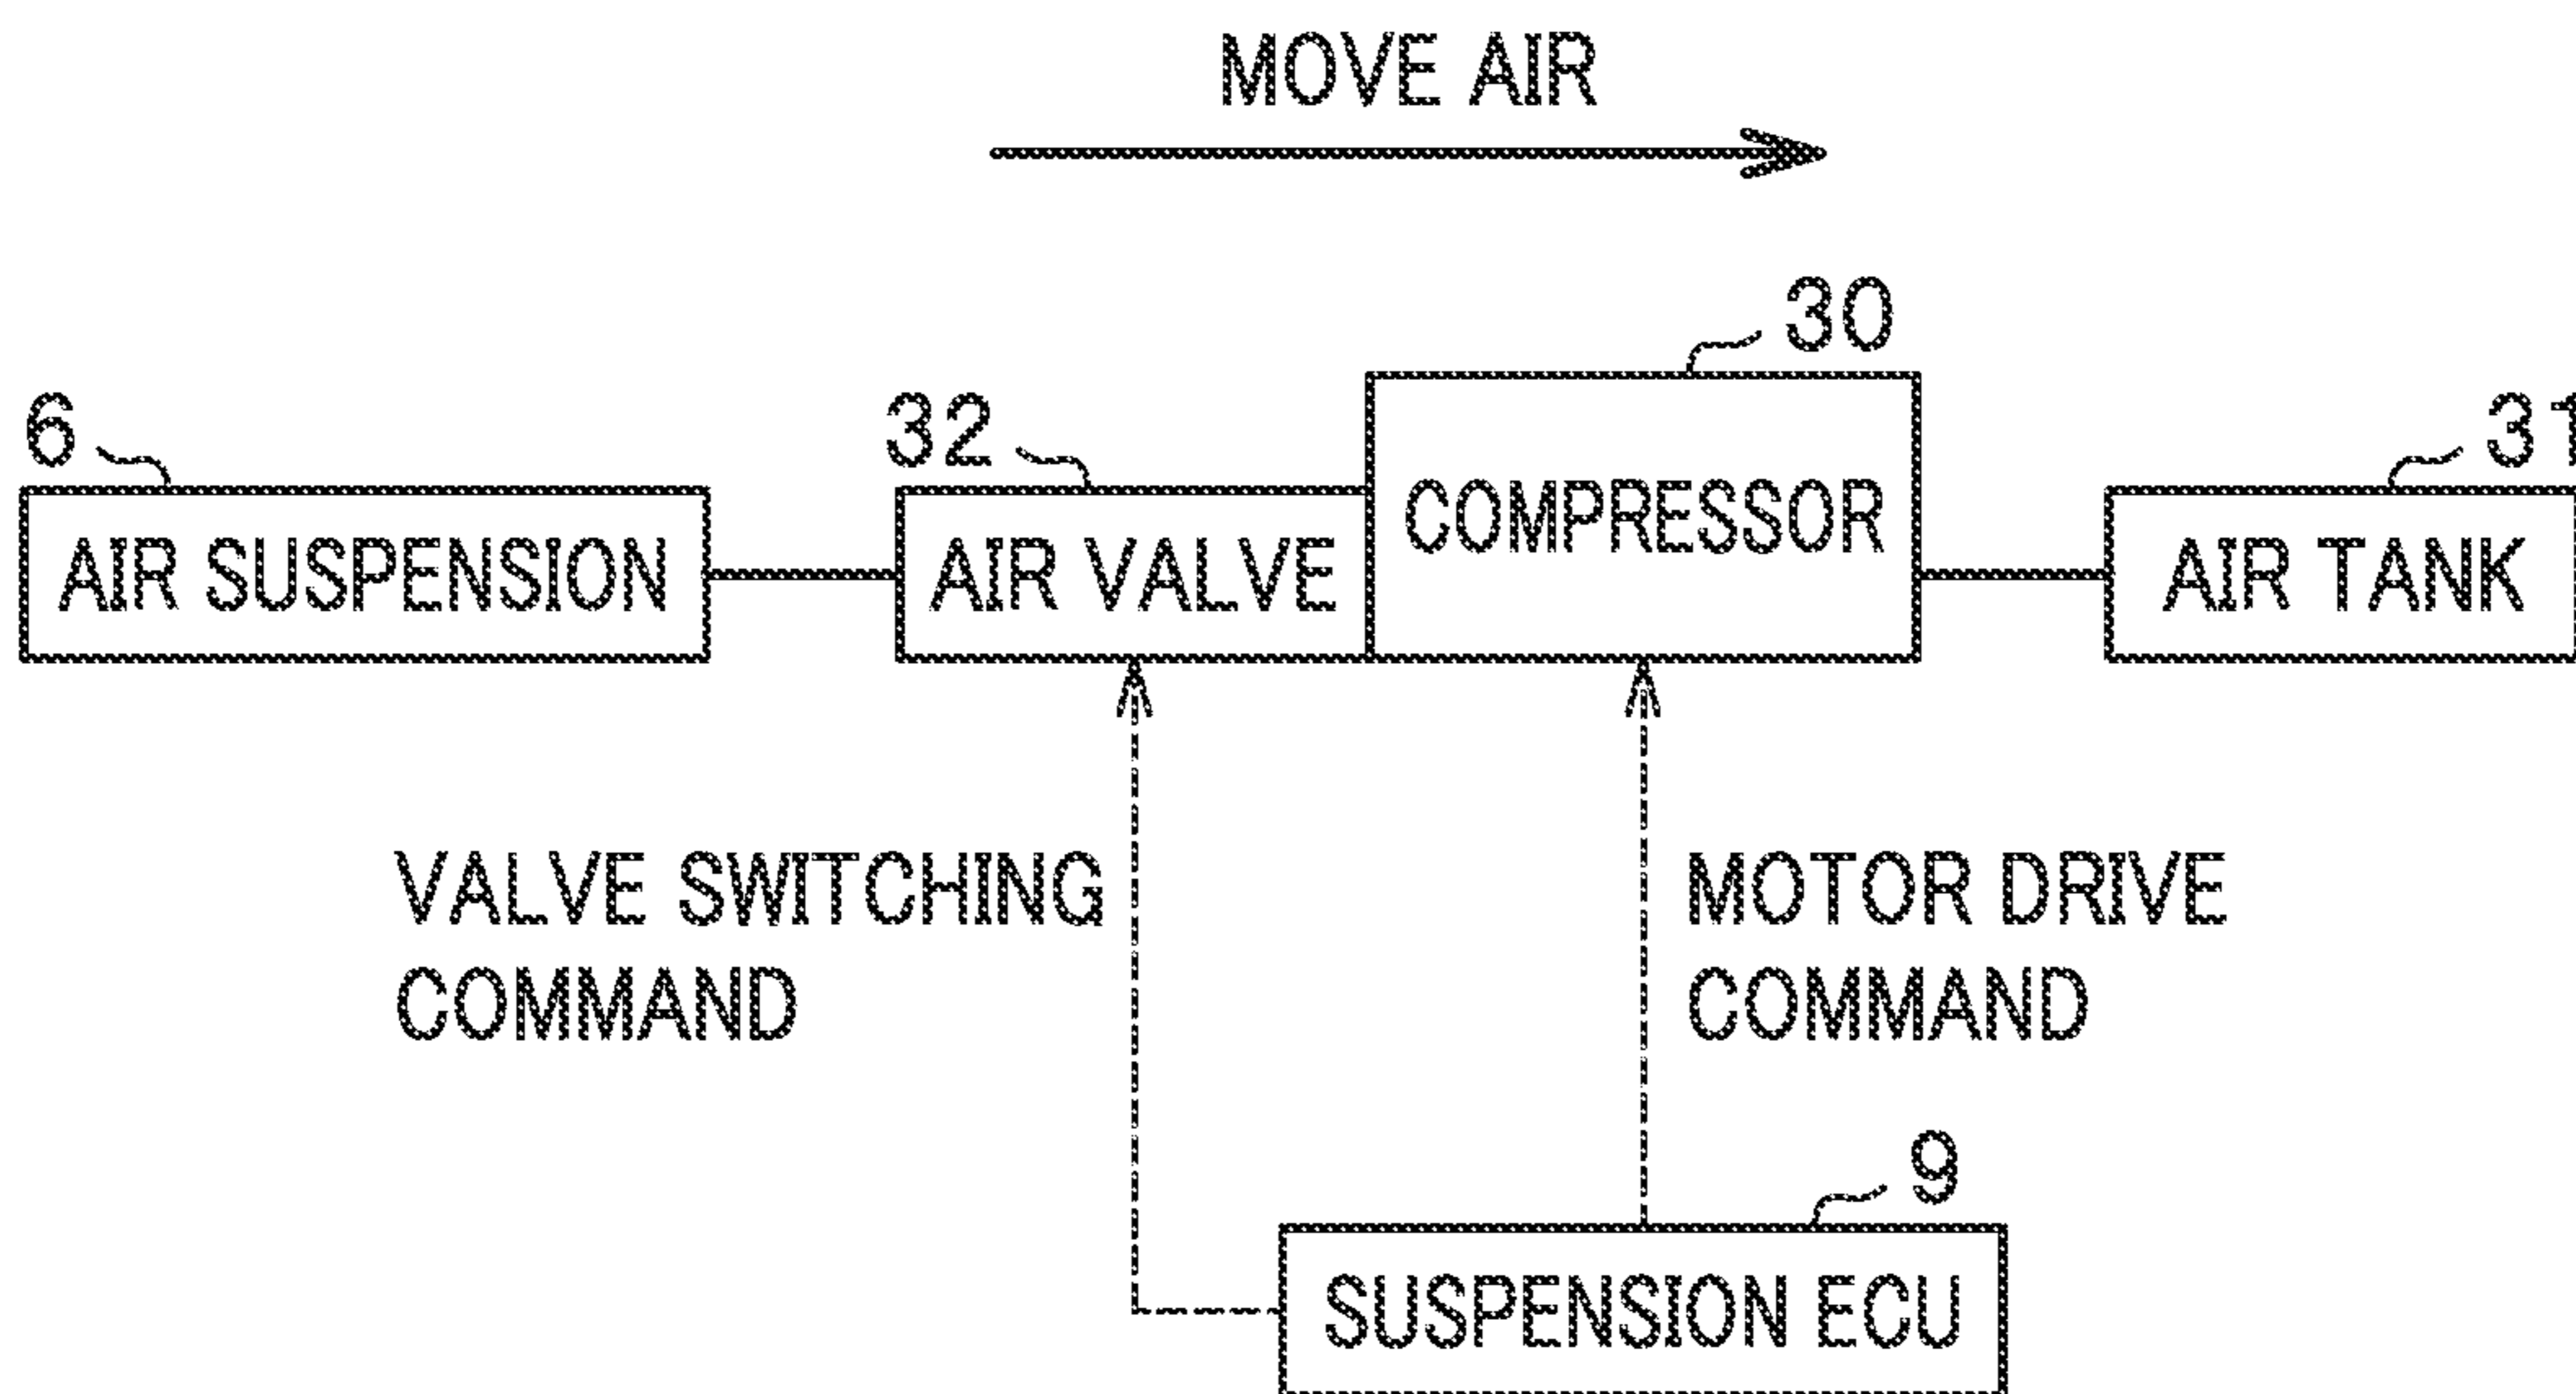 MOVE AIR
30
6
32
31
AIR SUSPENSION
AIR VALVE
COMPRESSOR
AIR TANK
VALVE SWITCHING
COMMAND
MOTOR DRIVE
COMMAND
9
SUSPENSION ECU